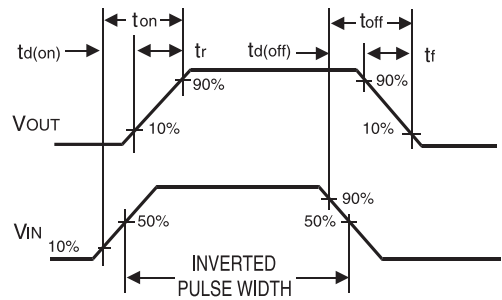 ton
toff
td(on)
tr
td(off)
tf
90%
90%
VOUT
10%
10%
90%
VIN
50%
50%
10%
INVERTED
PULSE WIDTH